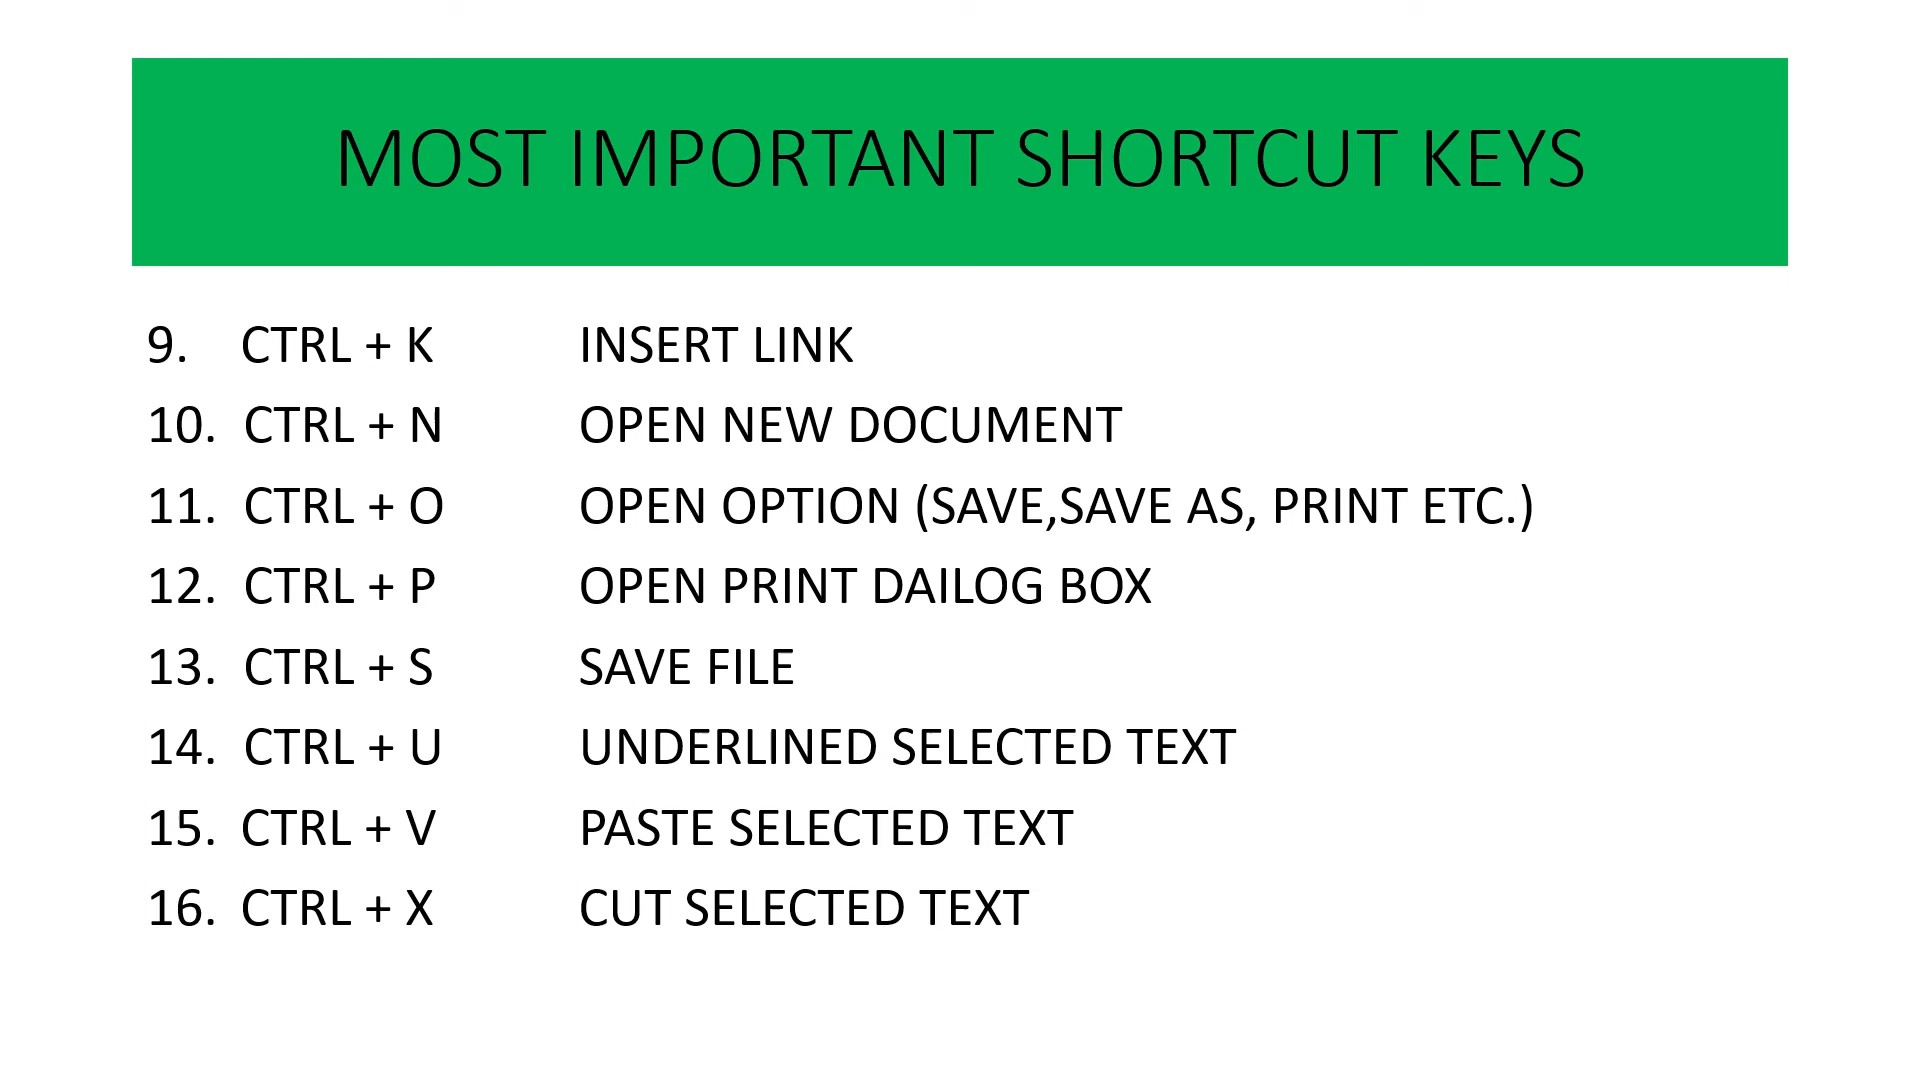 MOST IMPORTANT SHORTCUT KEYS
9. CTRL + K INSERT LINK
10. CTRL + N OPEN NEW DOCUMENT
11. CTRL + O OPEN OPTION (SAVE,SAVE AS, PRINT ETC.)
12. CTRL + P OPEN PRINT DAILOG BOX
13. CTRL + S SAVE FILE
14. CTRL + U UNDERLINED SELECTED TEXT
15. CTRL + V PASTE SELECTED TEXT
16. CTRL + X CUT SELECTED TEXT